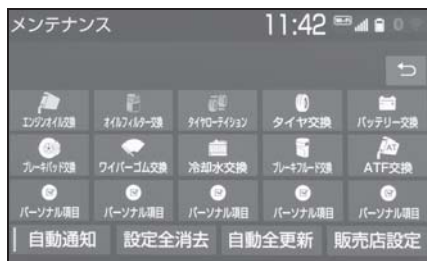 メンテナンス 11:42 Wi-Fi
エンジンオイル交換 オイルフィルター交換 タイヤローテイション タイヤ交換 バッテリー交換
ブレーキパッド交換 ワイパーゴム交換 冷却水交換 ブレーキフルード交換 ATF交換
パーソナル項目 パーソナル項目 パーソナル項目 パーソナル項目 パーソナル項目
自動通知 設定全消去 自動全更新 販売店設定